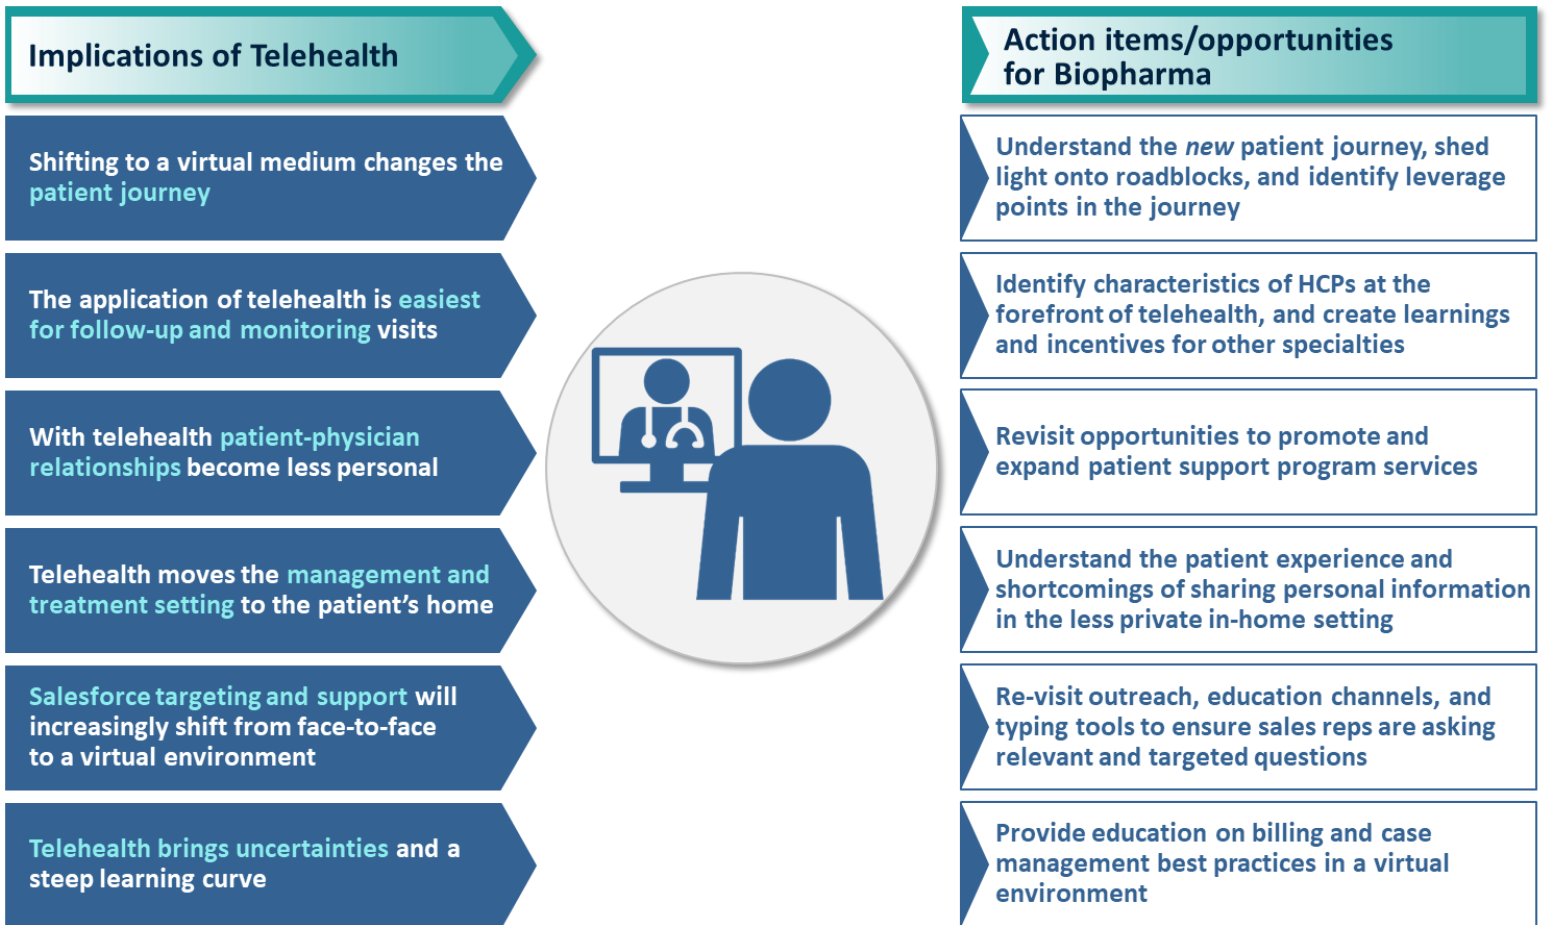 Implications of Telehealth
Action items/opportunities
for Biopharma
Shifting to a virtual medium changes the
patient journey
Understand the new patient journey, shed
light onto roadblocks, and identify leverage
points in the journey
The application of telehealth is easiest
for follow-up and monitoring visits
Identify characteristics of HCPs at the
forefront of telehealth, and create learnings
and incentives for other specialties
With telehealth patient-physician
relationships become less personal
Revisit opportunities to promote and
expand patient support program services
Telehealth moves the management and
treatment setting to the patient’s home
Understand the patient experience and
shortcomings of sharing personal information
in the less private in-home setting
Salesforce targeting and support will
increasingly shift from face-to-face
to a virtual environment
Re-visit outreach, education channels, and
typing tools to ensure sales reps are asking
relevant and targeted questions
Telehealth brings uncertainties and a
steep learning curve
Provide education on billing and case
management best practices in a virtual
environment